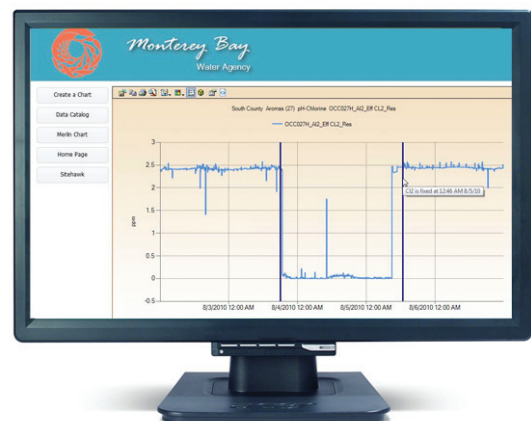 Monterey Bay
Water Agency
Create a Chart
Data Catalog
Merlin Chart
Home Page
Sitehawk
South County Aromas (27) pH-Chlorine OCC027H_AI2_Eff CL2_Res
OCC027H_AI2_Eff CL2_Res
3
2.5
2
1.5
1
0.5
0
-0.5
ppm
Cl2 is fixed at 12:46 AM 8/5/10
8/3/2010 12:00 AM
8/4/2010 12:00 AM
8/5/2010 12:00 AM
8/6/2010 12:00 AM